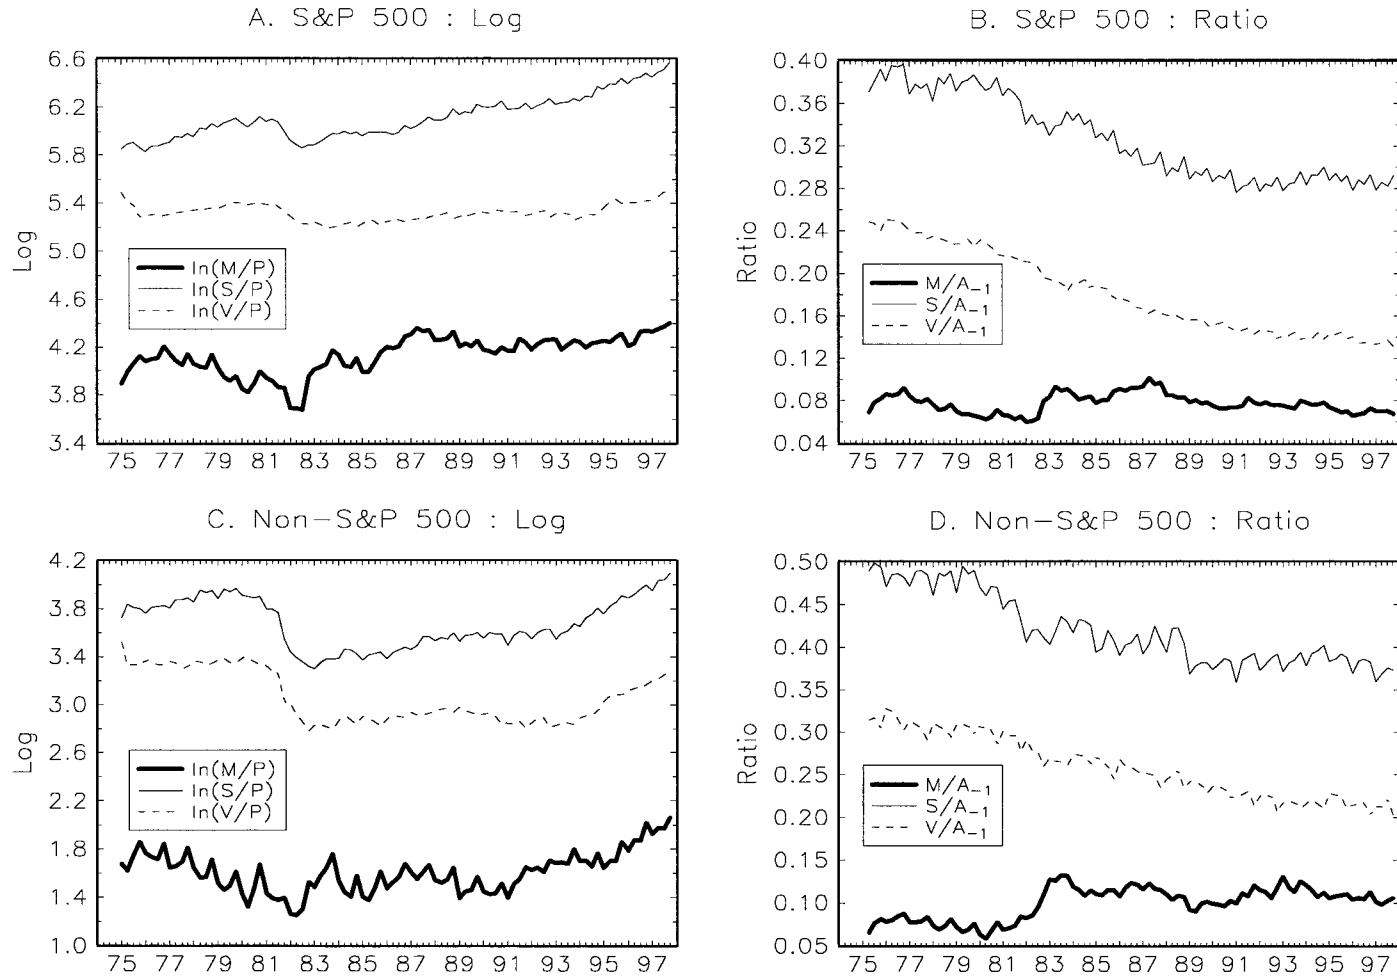 A. S&P 500 : Log
6.6
6.2
5.8
5.4
5.0
4.6
4.2
3.8
3.4
Log
ln(M/P)
ln(S/P)
ln(V/P)
75 77 79 81 83 85 87 89 91 93 95 97
B. S&P 500 : Ratio
0.40
0.36
0.32
0.28
0.24
0.20
0.16
0.12
0.08
0.04
Ratio
M/A₋₁
S/A₋₁
V/A₋₁
75 77 79 81 83 85 87 89 91 93 95 97
C. Non-S&P 500 : Log
4.2
3.8
3.4
3.0
2.6
2.2
1.8
1.4
1.0
Log
ln(M/P)
ln(S/P)
ln(V/P)
75 77 79 81 83 85 87 89 91 93 95 97
D. Non-S&P 500 : Ratio
0.50
0.45
0.40
0.35
0.30
0.25
0.20
0.15
0.10
0.05
Ratio
M/A₋₁
S/A₋₁
V/A₋₁
75 77 79 81 83 85 87 89 91 93 95 97